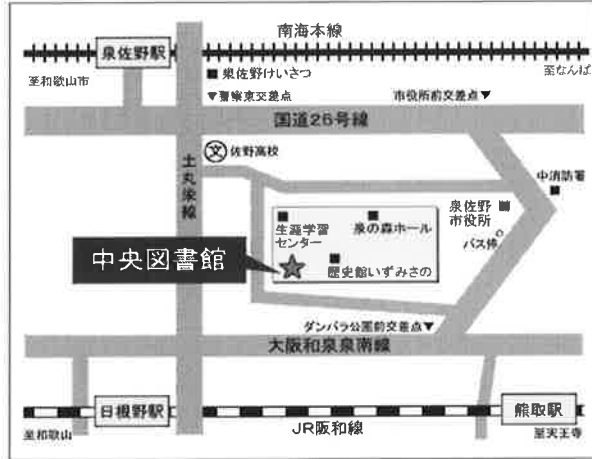 南海本線
泉佐野駅
至和歌山市
泉佐野けいさつ
至なんば
▼警察東交差点
市役所前交差点▼
国道26号線
土丸栄線
文
佐野高校
中消防署
泉佐野
市役所
バス停
生涯学習
センター
泉の森ホール
中央図書館
歴史館いずみさの
ダンバラ公園前交差点▼
大阪和泉泉南線
日根野駅
熊取駅
至和歌山
JR阪和線
至天王寺